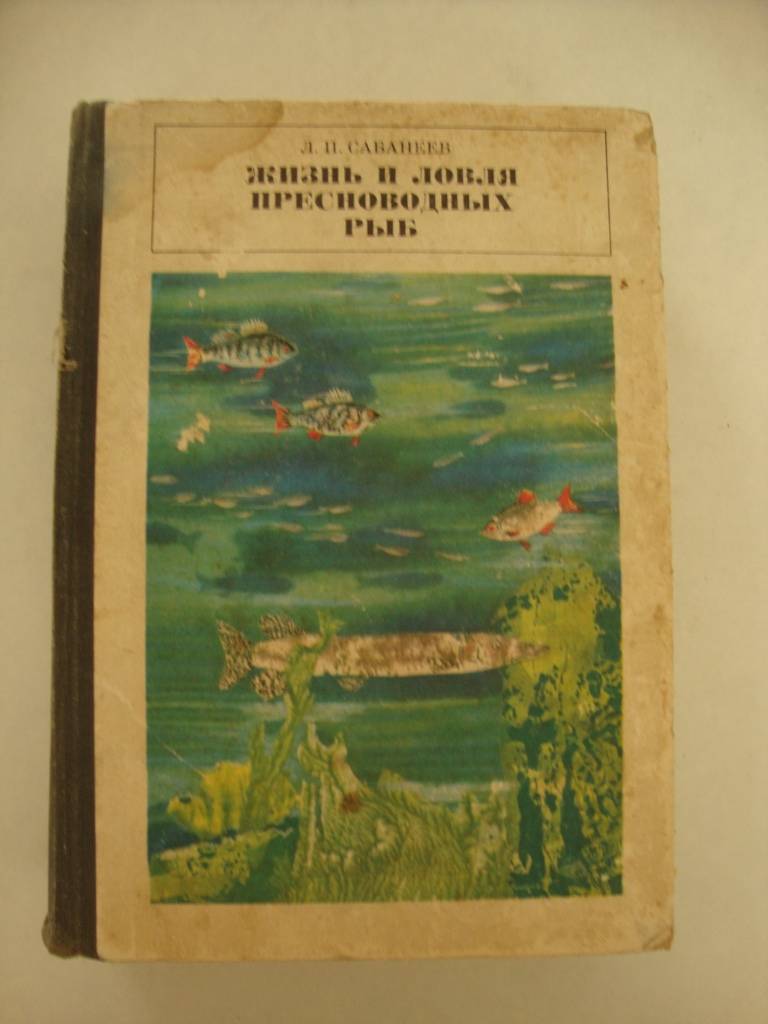 Л. П. САБАНЕЕВ
ЖИЗНЬ И ЛОВЛЯ
ПРЕСНОВОДНЫХ
РЫБ